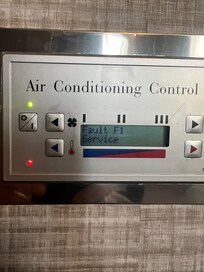 Air Conditioning Control
I II III
Fault F1
Service